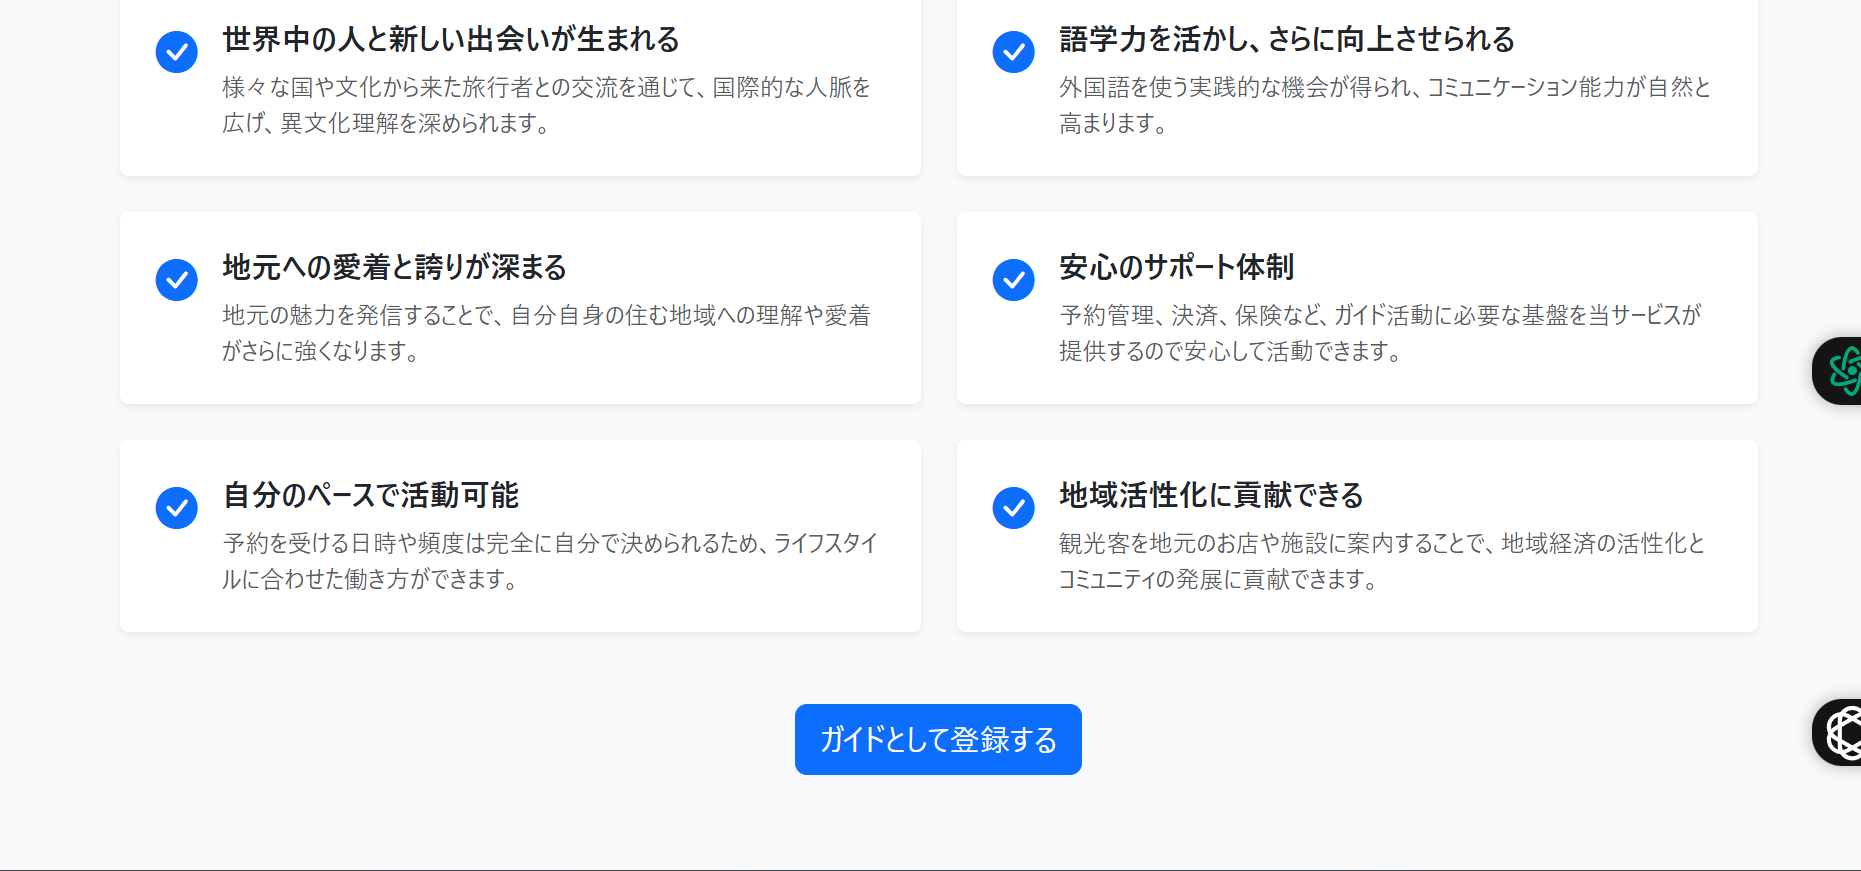 世界中の人と新しい出会いが生まれる
様々な国や文化から来た旅行者との交流を通じて、国際的な人脈を
広げ、異文化理解を深められます。
語学力を活かし、さらに向上させられる
外国語を使う実践的な機会が得られ、コミュニケーション能力が自然と
高まります。
地元への愛着と誇りが深まる
地元の魅力を発信することで、自分自身の住む地域への理解や愛着
がさらに強くなります。
安心のサポート体制
予約管理、決済、保険など、ガイド活動に必要な基盤を当サービスが
提供するので安心して活動できます。
自分のペースで活動可能
予約を受ける日時や頻度は完全に自分で決められるため、ライフスタイ
ルに合わせた働き方ができます。
地域活性化に貢献できる
観光客を地元のお店や施設に案内することで、地域経済の活性化と
コミュニティの発展に貢献できます。
ガイドとして登録する